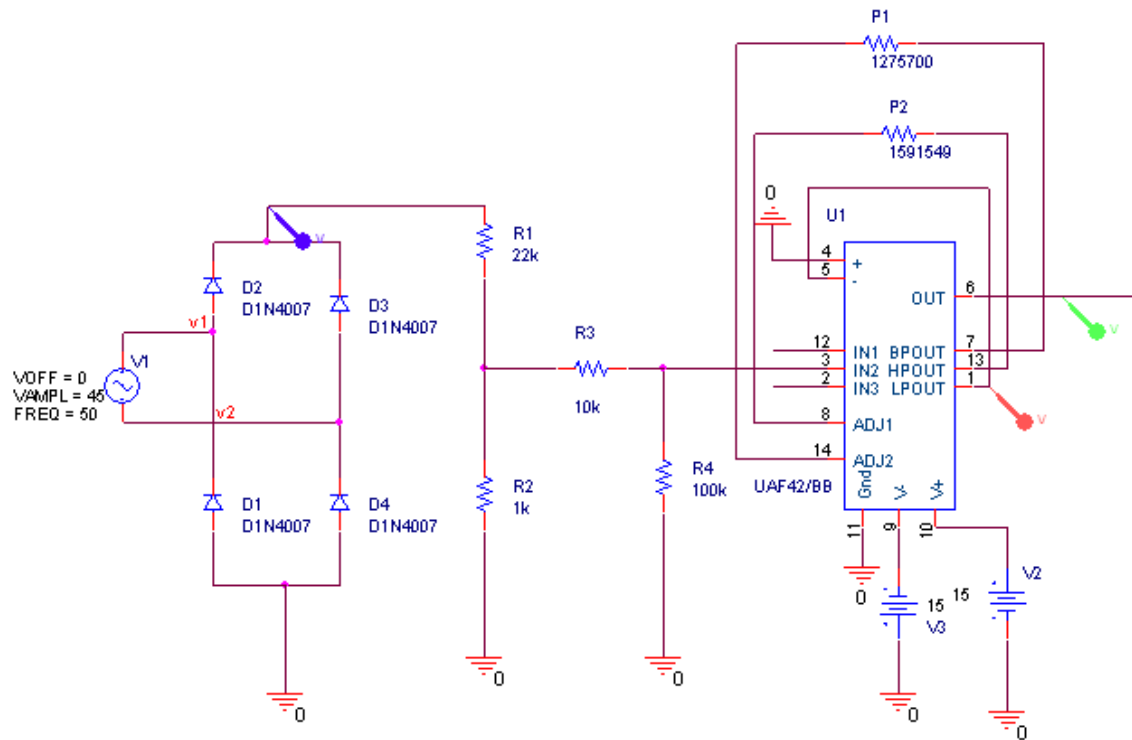 P1
1275700
P2
1591549
0
U1
4
+
5
-
OUT
6
R1
22k
D2
D1N4007
D3
D1N4007
v1
V1
VOFF = 0
VAMPL = 45
FREQ = 50
v2
V
V
V
R3
10k
12
IN1
BPOUT
7
3
IN2
HPOUT
13
2
IN3
LPOUT
1
8
ADJ1
14
ADJ2
UAF42/BB
Gnd
V-
V+
11
9
10
D1
D1N4007
D4
D1N4007
R2
1k
R4
100k
0
15
V3
15
V2
0
0
0
0
0